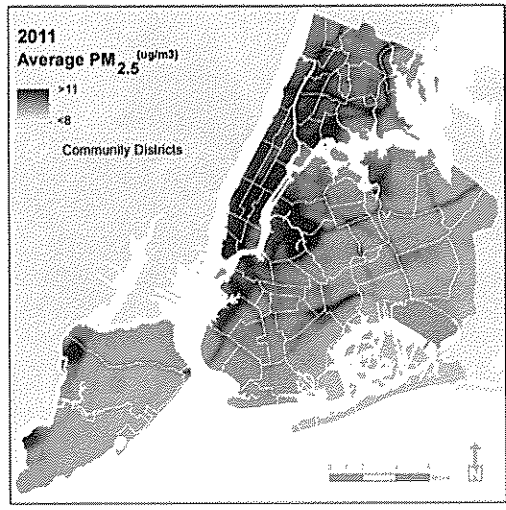 2011
Average PM2.5 (ug/m3)
>11
<8
Community Districts
N